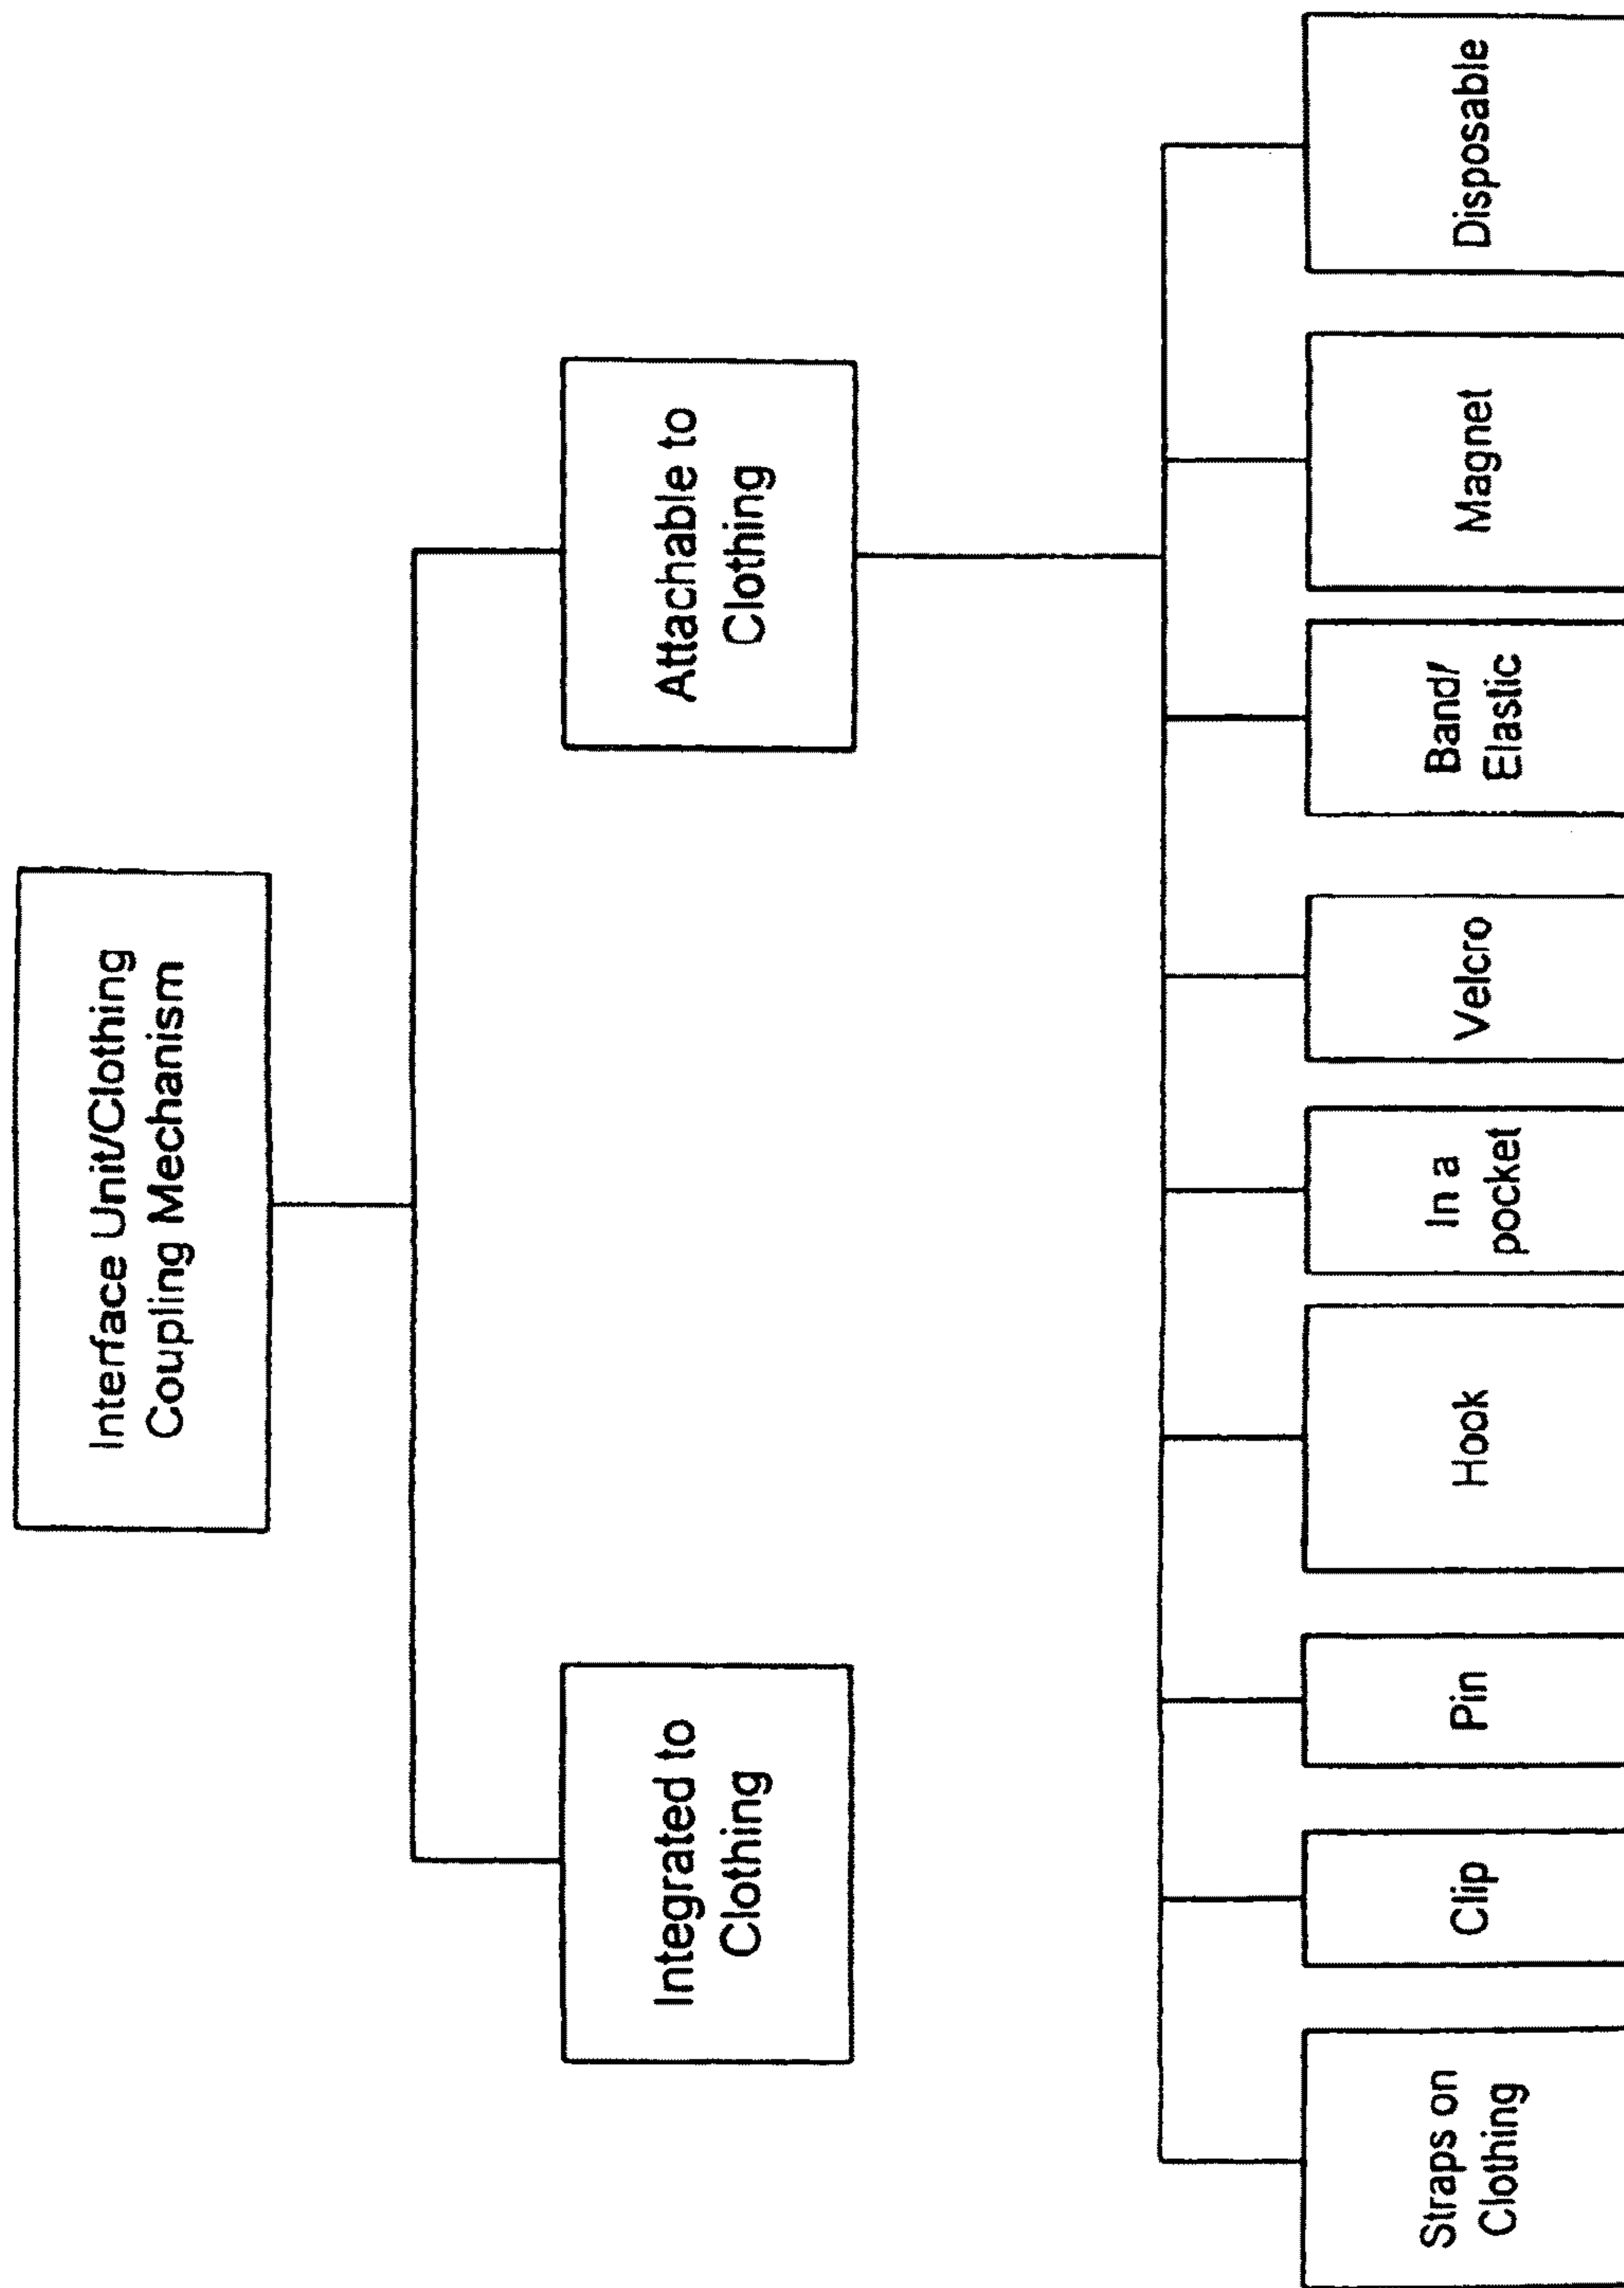 Interface Unit/Clothing
Coupling Mechanism
Integrated to
Clothing
Attachable to
Clothing
Straps on
Clothing
Clip
Pin
Hook
In a
pocket
Velcro
Band/
Elastic
Magnet
Disposable